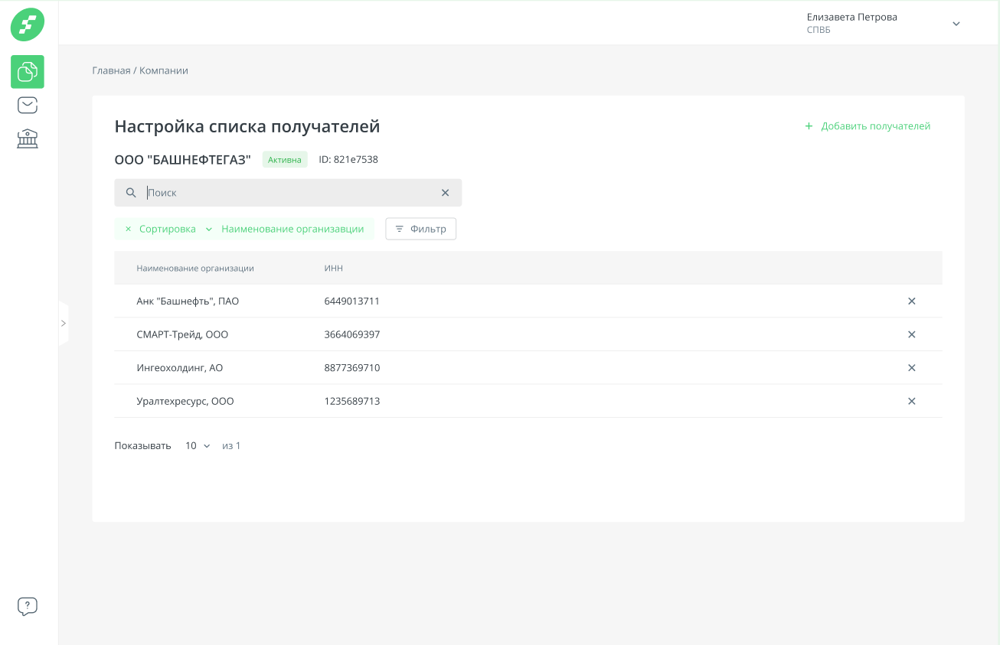 Елизавета Петрова
СПВБ
Главная / Компании
Настройка списка получателей
+ Добавить получателей
ООО "БАШНЕФТЕГАЗ" Активна ID: 821e7538
Поиск
Сортировка Наименование организавции Фильтр
Наименование организации ИНН
Анк "Башнефть", ПАО 6449013711
СМАРТ-Трейд, ООО 3664069397
Ингеохолдинг, АО 8877369710
Уралтехресурс, ООО 1235689713
Показывать 10 из 1
?